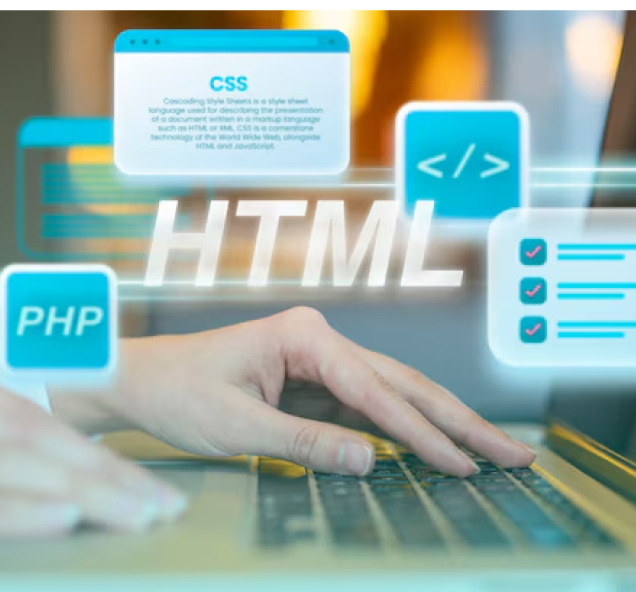 CSS
Cascading Style Sheets is a style sheet
language used for describing the presentation
of a document written in a markup language
such as HTML or XML. CSS is a cornerstone
technology of the World Wide Web, alongside
HTML and JavaScript.
</>
HTML
PHP